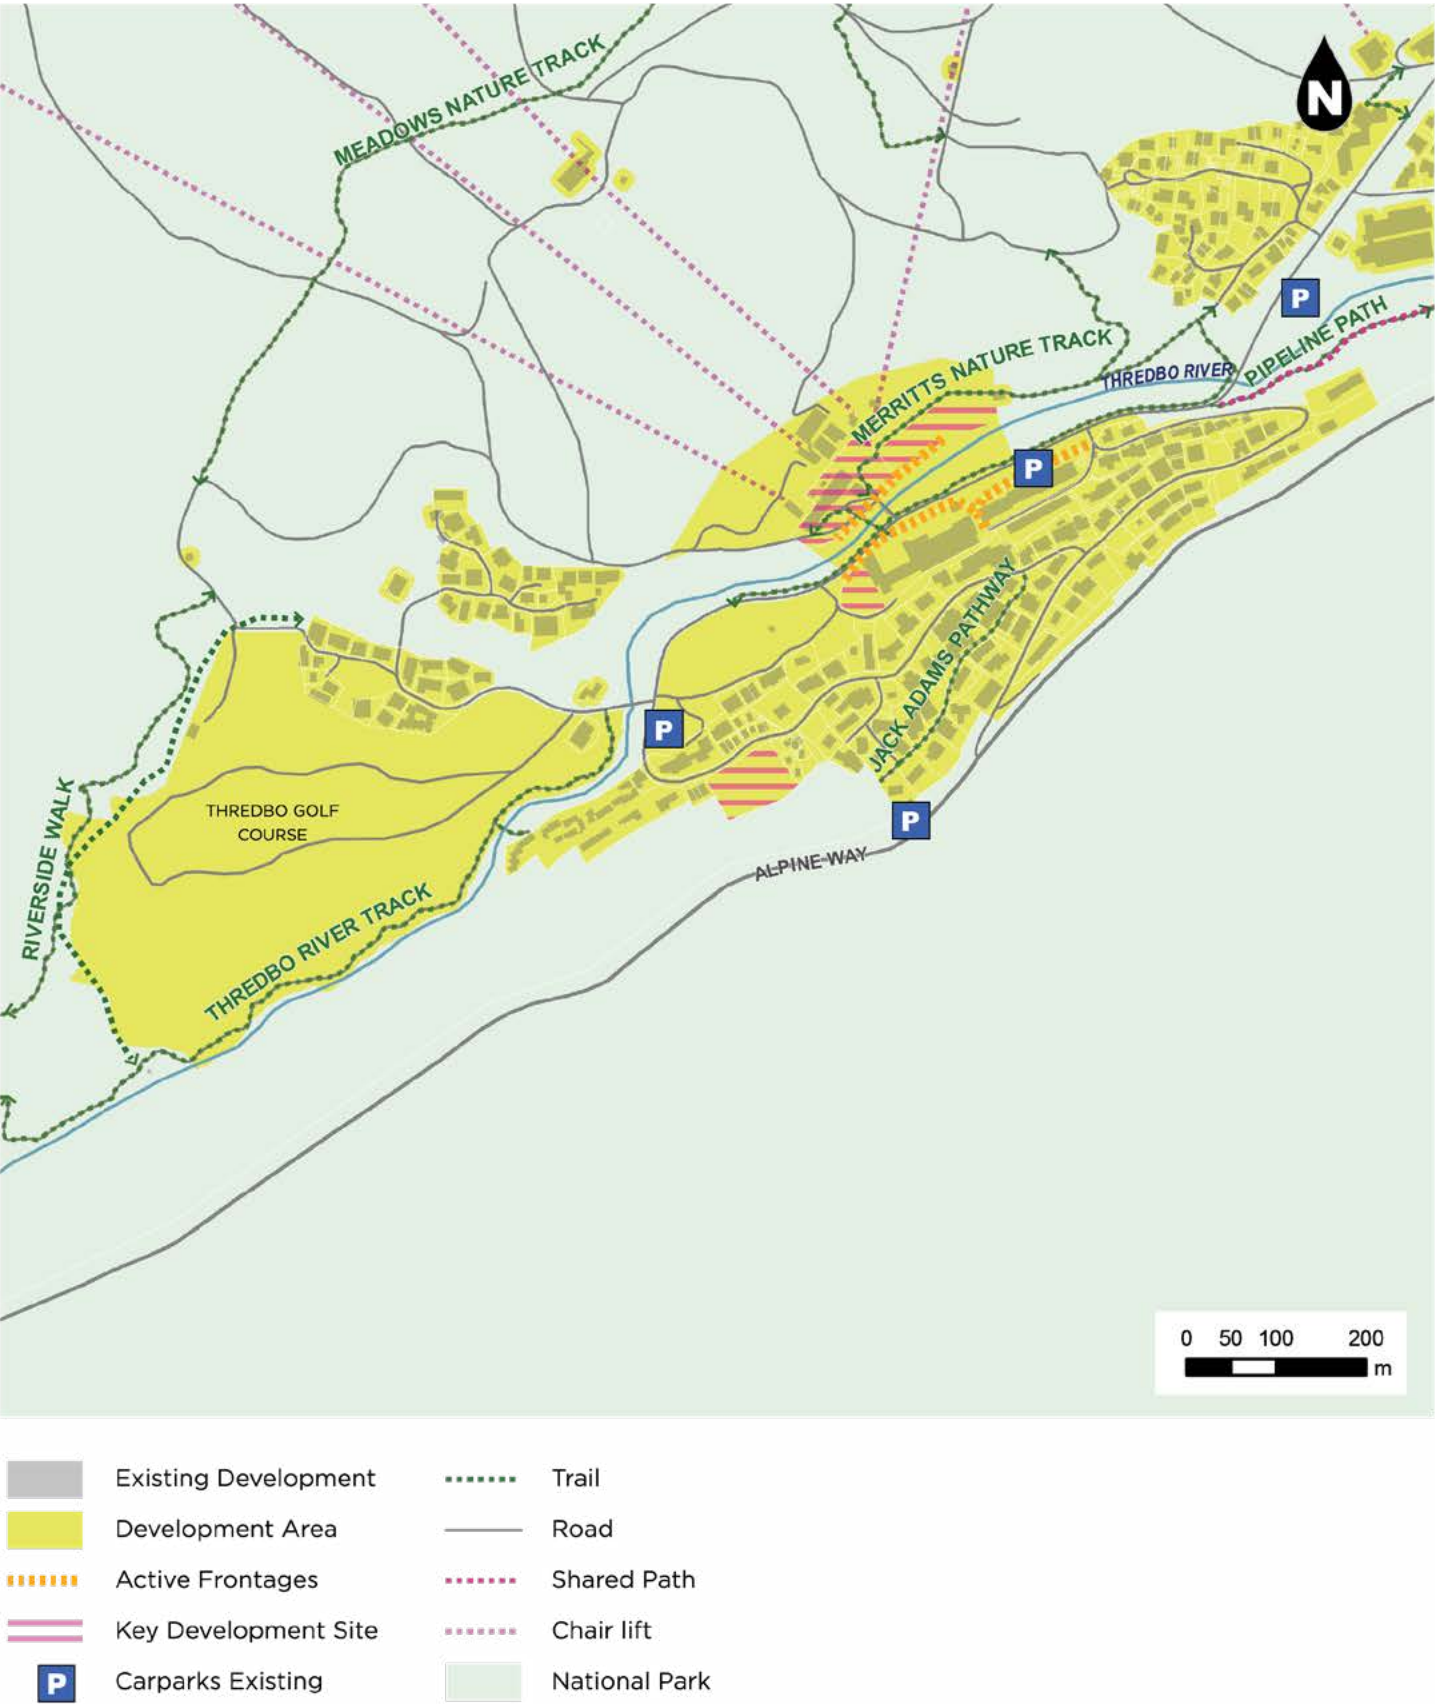 MEADOWS NATURE TRACK
N
P
PIPELINE PATH
MERRITTS NATURE TRACK
THREDBO RIVER
P
JACK ADAMS PATHWAY
P
THREDBO GOLF
COURSE
P
RIVERSIDE WALK
ALPINE WAY
THREDBO RIVER TRACK
0 50 100 200
m
Existing Development
Development Area
Active Frontages
Key Development Site
P Carparks Existing
Trail
Road
Shared Path
Chair lift
National Park